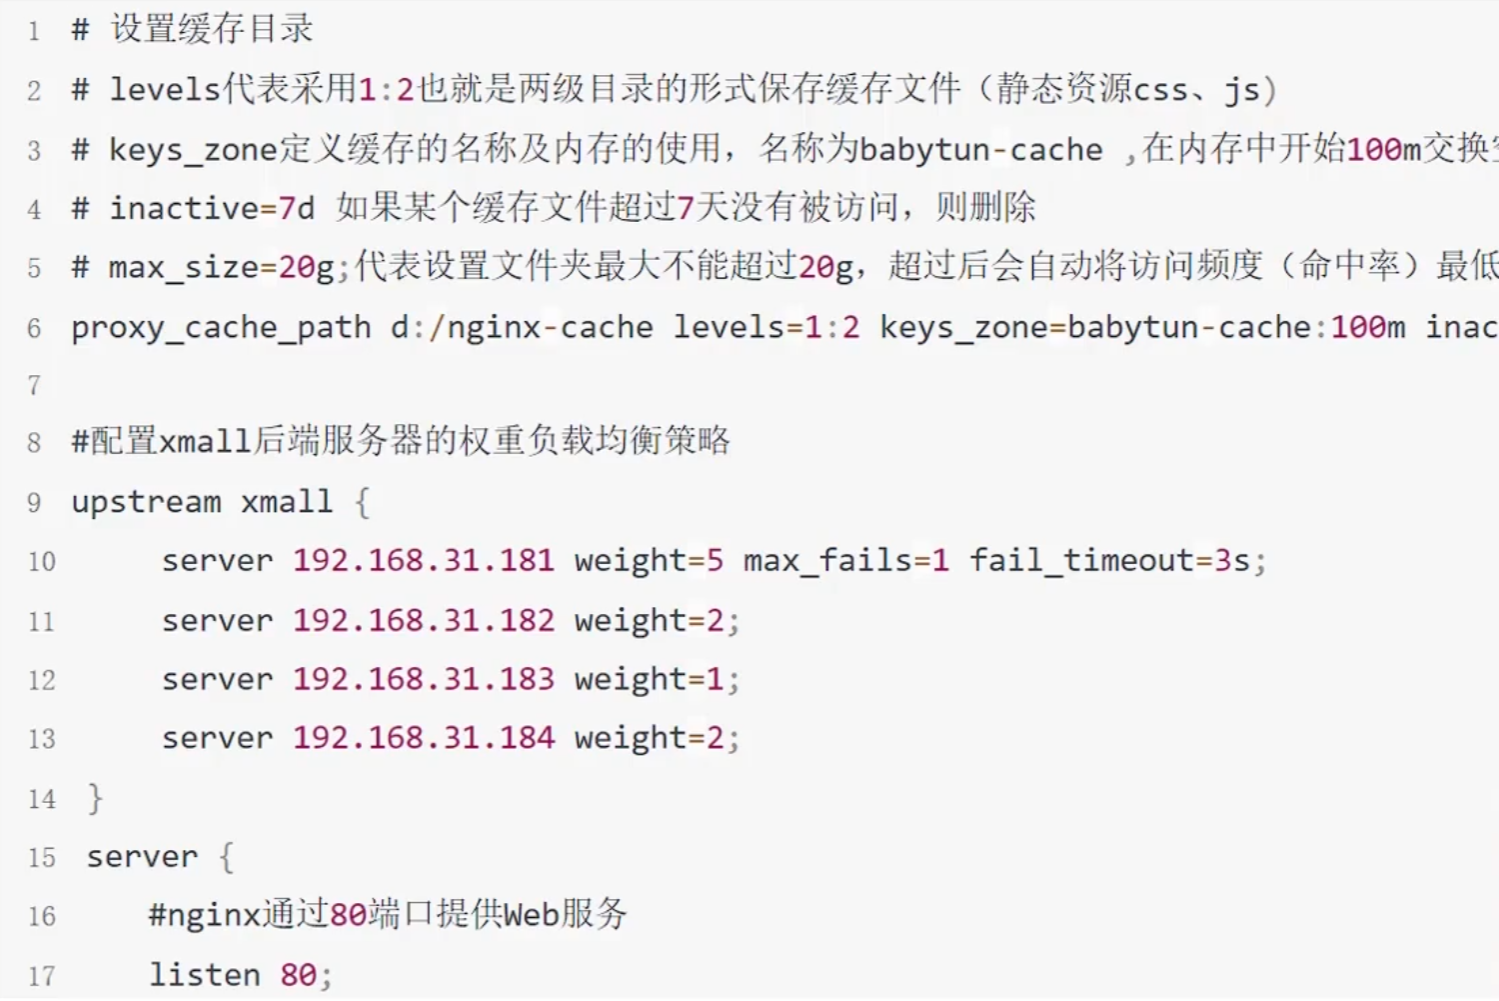 1 # 设置缓存目录
2 # levels代表采用1:2也就是两级目录的形式保存缓存文件（静态资源css、js）
3 # keys_zone定义缓存的名称及内存的使用，名称为babytun-cache ,在内存中开始100m交换
4 # inactive=7d 如果某个缓存文件超过7天没有被访问，则删除
5 # max_size=20g;代表设置文件夹最大不能超过20g，超过后会自动将访问频度（命中率）最低
6 proxy_cache_path d:/nginx-cache levels=1:2 keys_zone=babytun-cache:100m inac
7
8 #配置xmall后端服务器的权重负载均衡策略
9 upstream xmall {
10 server 192.168.31.181 weight=5 max_fails=1 fail_timeout=3s;
11 server 192.168.31.182 weight=2;
12 server 192.168.31.183 weight=1;
13 server 192.168.31.184 weight=2;
14 }
15 server {
16 #nginx通过80端口提供Web服务
17 listen 80;